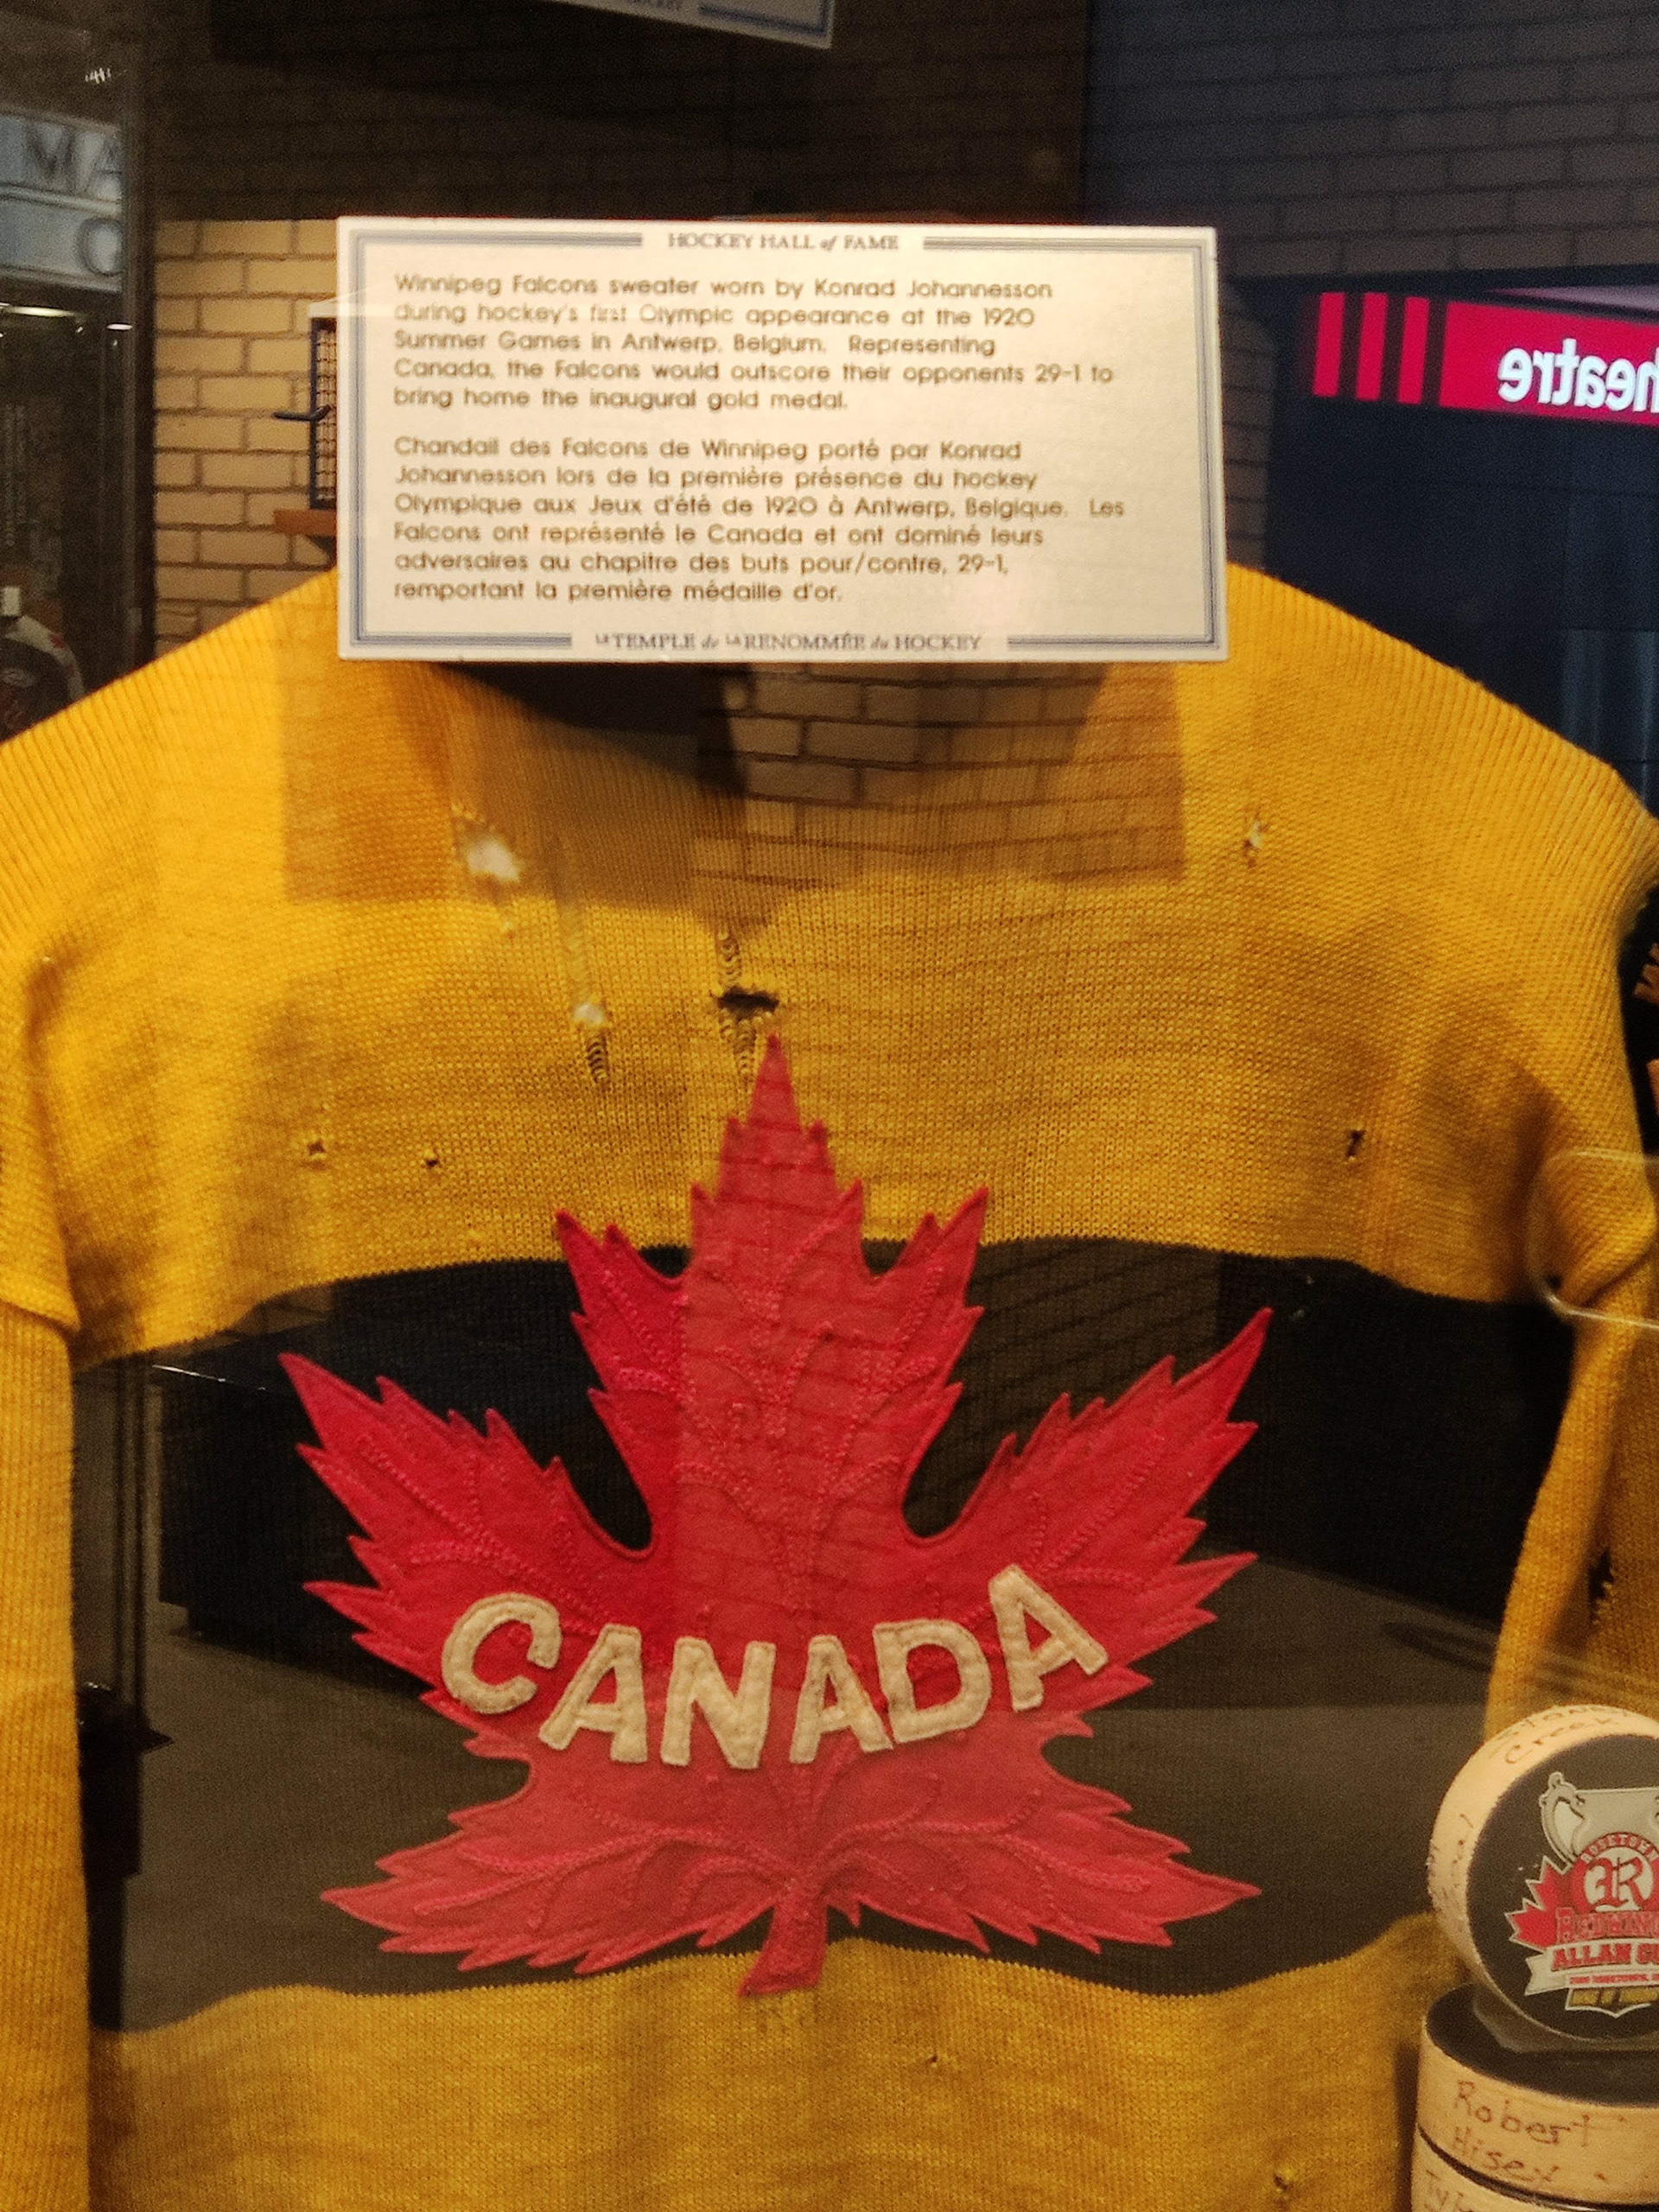 HOCKEY HALL of FAME
Winnipeg Falcons sweater worn by Konrad Johannesson
during hockey's first Olympic appearance at the 1920
Summer Games in Antwerp, Belgium.  Representing
Canada, the Falcons would outscore their opponents 29-1 to
bring home the inaugural gold medal.
Chandail des Falcons de Winnipeg porté par Konrad
Johannesson lors de la première présence du hockey
Olympique aux Jeux d'été de 1920 à Antwerp, Belgique.  Les
Falcons ont représenté le Canada et ont dominé leurs
adversaires au chapitre des buts pour/contre, 29-1,
remportant la première médaille d'or.
LE TEMPLE de LA RENOMMÉE du HOCKEY
heatre
CANADA
Creek
ROSETOWN
R
ALLAN
Robert
Hisey